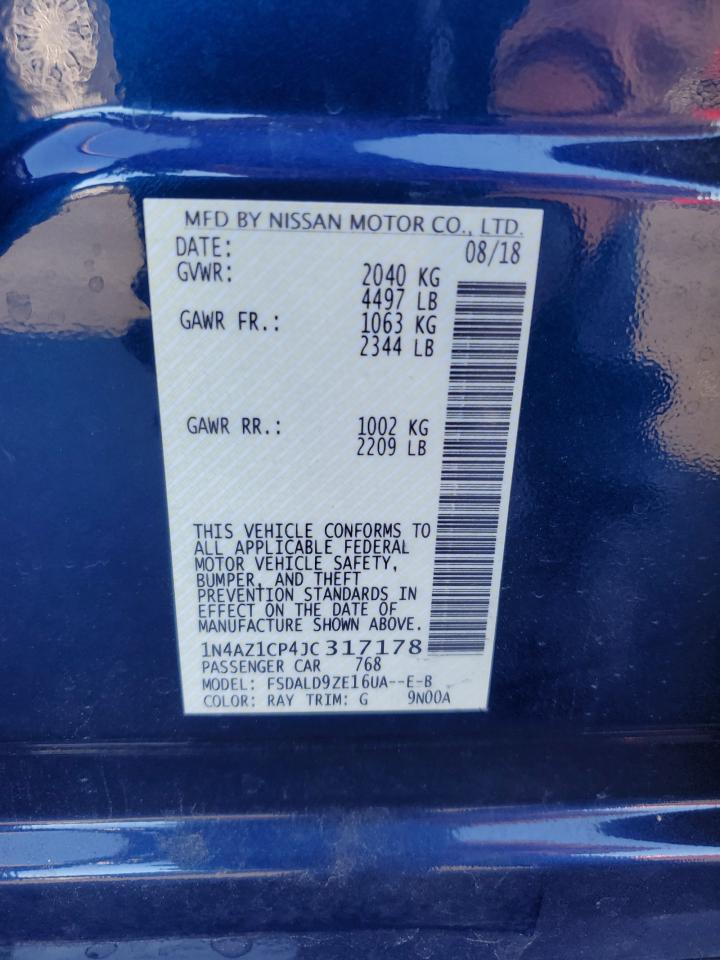 MFD BY NISSAN MOTOR CO., LTD.
DATE: 08/18
GVWR: 2040 KG
4497 LB
GAWR FR.: 1063 KG
2344 LB
GAWR RR.: 1002 KG
2209 LB
THIS VEHICLE CONFORMS TO
ALL APPLICABLE FEDERAL
MOTOR VEHICLE SAFETY,
BUMPER, AND THEFT
PREVENTION STANDARDS IN
EFFECT ON THE DATE OF
MANUFACTURE SHOWN ABOVE.
1N4AZ1CP4JC317178
PASSENGER CAR 768
MODEL: FSDALD9ZE16UA--E-B
COLOR: RAY TRIM: G 9N00A